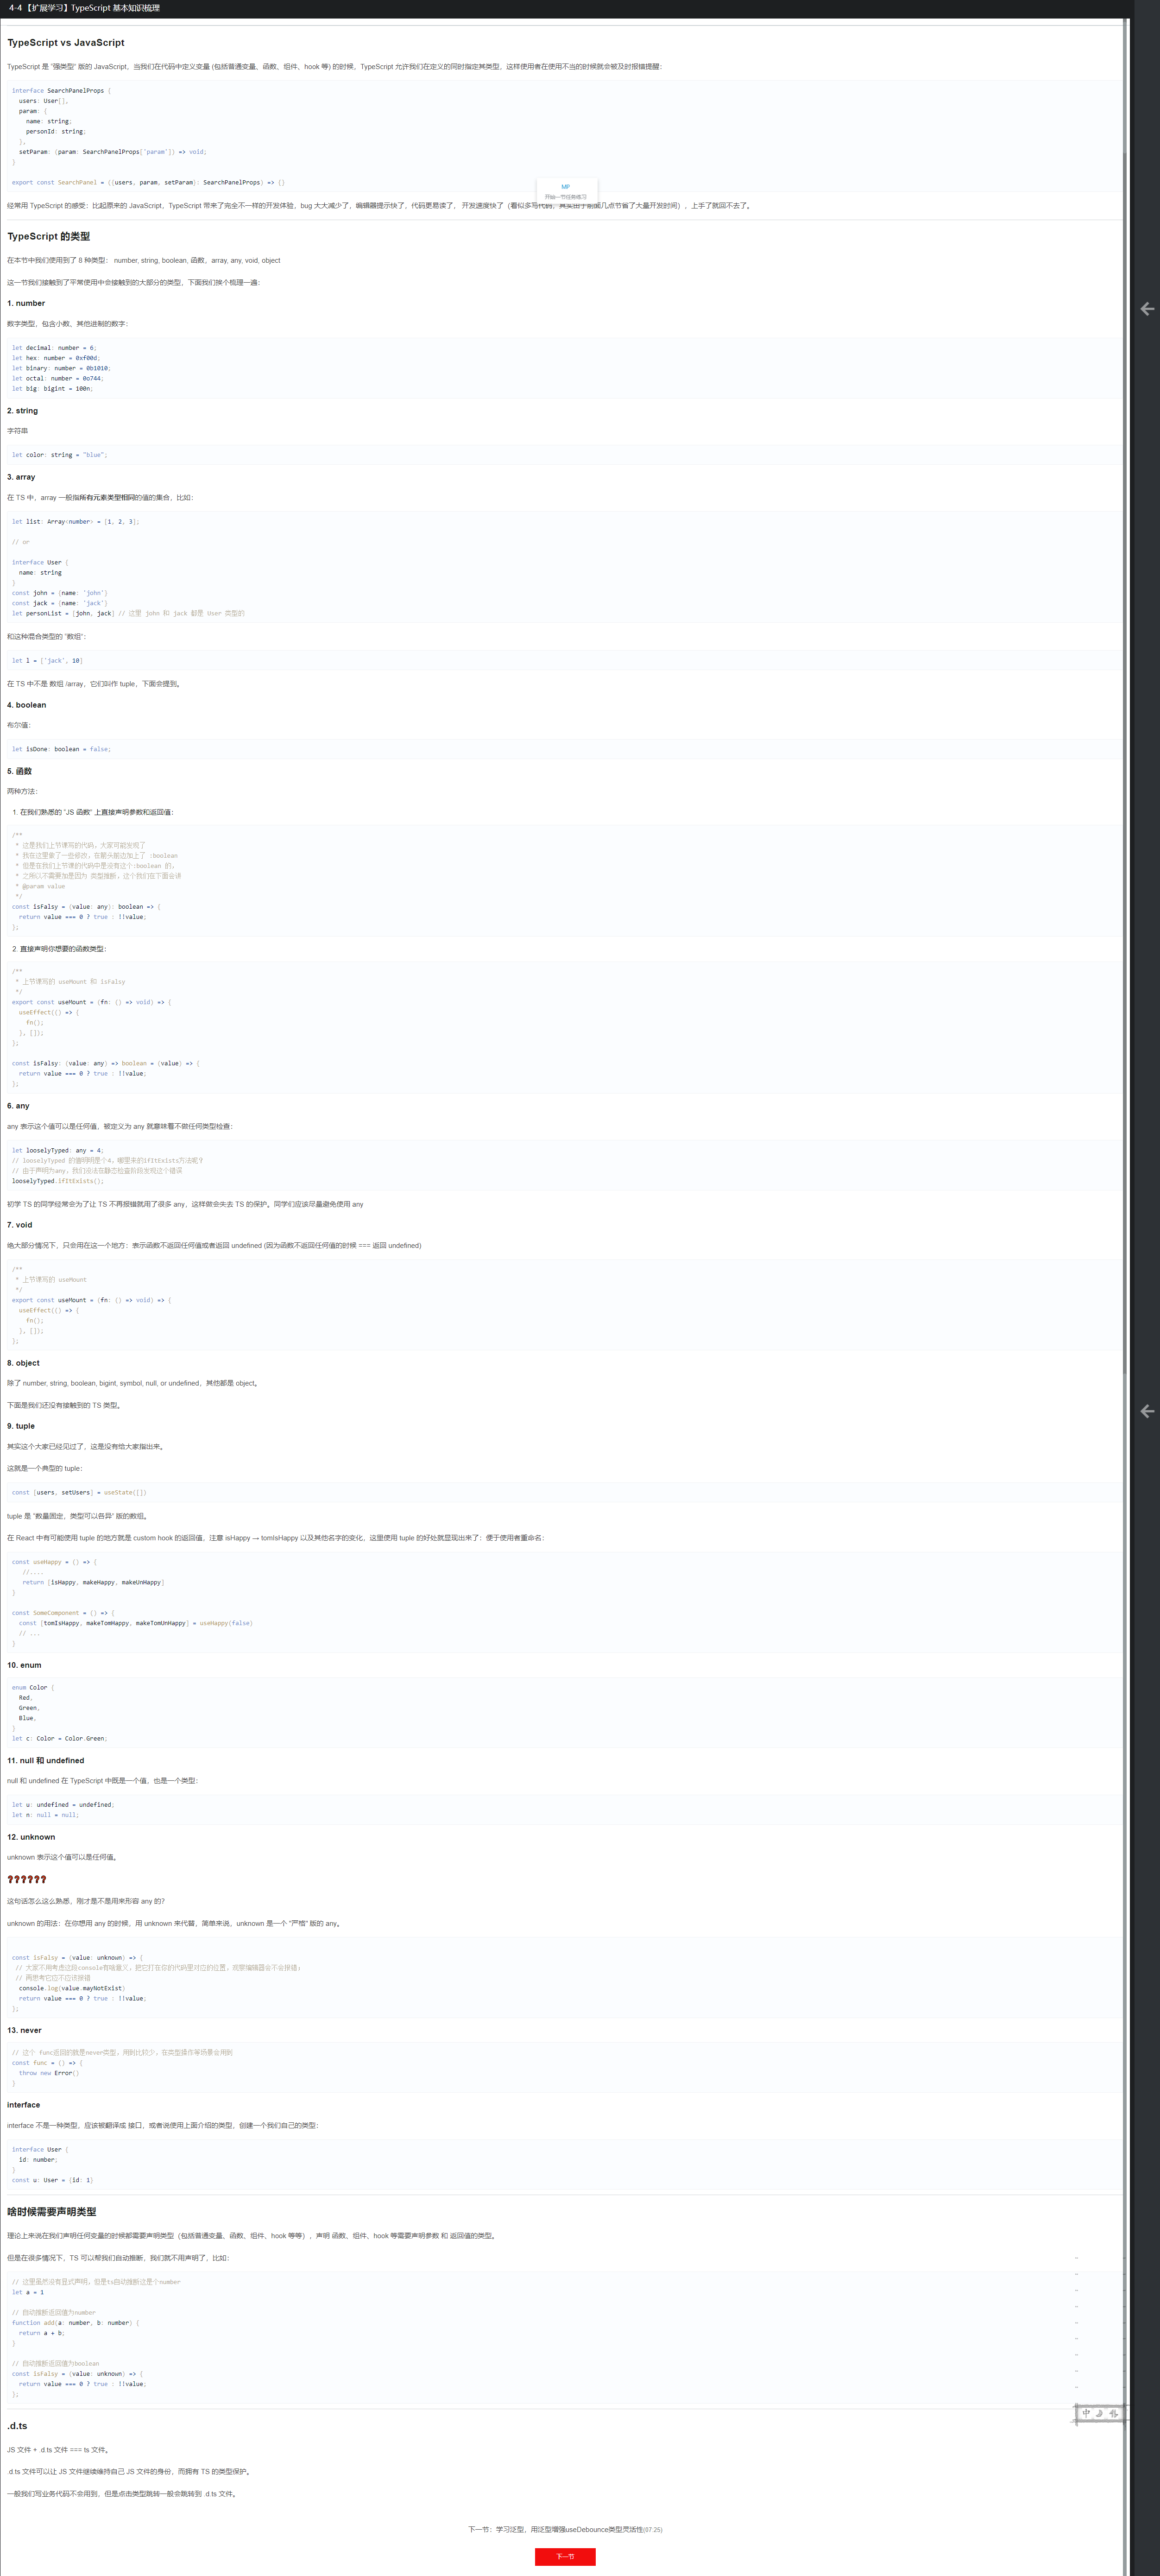 4-4 【扩展学习】TypeScript 基本知识梳理
TypeScript vs JavaScript
TypeScript 是 "强类型" 版的 JavaScript，当我们在代码中定义变量 (包括普通变量、函数、组件、hook 等) 的时候，TypeScript 允许我们在定义的同时指定其类型，这样使用者在使用不当的时候就会被及时报错提醒：
interface SearchPanelProps {
  users: User[],
  param: {
    name: string;
    personId: string;
  },
  setParam: (param: SearchPanelProps['param']) => void;
}
export const SearchPanel = ({users, param, setParam}: SearchPanelProps) => {}
MP
开始一节任务练习
经常用 TypeScript 的感受：比起原来的 JavaScript，TypeScript 带来了完全不一样的开发体验，bug 大大减少了，编辑器提示快了，代码更易读了， 开发速度快了（看似多写代码，其实由于前面几点节省了大量开发时间），上手了就回不去了。
TypeScript 的类型
在本节中我们使用到了 8 种类型： number, string, boolean, 函数，array, any, void, object
这一节我们接触到了平常使用中会接触到的大部分的类型，下面我们挨个梳理一遍：
1. number
数字类型，包含小数、其他进制的数字：
let decimal: number = 6;
let hex: number = 0xf00d;
let binary: number = 0b1010;
let octal: number = 0o744;
let big: bigint = 100n;
2. string
字符串
let color: string = "blue";
3. array
在 TS 中，array 一般指所有元素类型相同的值的集合，比如：
let list: Array<number> = [1, 2, 3];
// or
interface User {
  name: string
}
const john = {name: 'john'}
const jack = {name: 'jack'}
let personList = [john, jack] // 这里 john 和 jack 都是 User 类型的
和这种混合类型的 "数组"：
let l = ['jack', 10]
在 TS 中不是 数组 /array，它们叫作 tuple，下面会提到。
4. boolean
布尔值：
let isDone: boolean = false;
5. 函数
两种方法：
1. 在我们熟悉的 "JS 函数" 上直接声明参数和返回值：
/**
 * 这是我们上节课写的代码，大家可能发现了
 * 我在这里做了一些修改，在箭头前边加上了 :boolean
 * 但是在我们上节课的代码中是没有这个:boolean 的，
 * 之所以不需要加是因为 类型推断，这个我们在下面会讲
 * @param value
 */
const isFalsy = (value: any): boolean => {
  return value === 0 ? true : !!value;
};
2. 直接声明你想要的函数类型：
/**
 * 上节课写的 useMount 和 isFalsy
 */
export const useMount = (fn: () => void) => {
  useEffect(() => {
    fn();
  }, []);
};
const isFalsy: (value: any) => boolean = (value) => {
  return value === 0 ? true : !!value;
};
6. any
any 表示这个值可以是任何值，被定义为 any 就意味着不做任何类型检查：
let looselyTyped: any = 4;
// looselyTyped 的值明明是个4，哪里来的ifItExists方法呢？
// 由于声明为any，我们没法在静态检查阶段发现这个错误
looselyTyped.ifItExists();
初学 TS 的同学经常会为了让 TS 不再报错就用了很多 any，这样做会失去 TS 的保护。同学们应该尽量避免使用 any
7. void
绝大部分情况下，只会用在这一个地方：表示函数不返回任何值或者返回 undefined (因为函数不返回任何值的时候 === 返回 undefined)
/**
 * 上节课写的 useMount
 */
export const useMount = (fn: () => void) => {
  useEffect(() => {
    fn();
  }, []);
};
8. object
除了 number, string, boolean, bigint, symbol, null, or undefined，其他都是 object。
下面是我们还没有接触到的 TS 类型。
9. tuple
其实这个大家已经见过了，这是没有给大家指出来。
这就是一个典型的 tuple：
const [users, setUsers] = useState([])
tuple 是 "数量固定，类型可以各异" 版的数组。
在 React 中有可能使用 tuple 的地方就是 custom hook 的返回值，注意 isHappy → tomIsHappy 以及其他名字的变化，这里使用 tuple 的好处就显现出来了：便于使用者重命名：
const useHappy = () => {
   //....
   return [isHappy, makeHappy, makeUnHappy]
}
const SomeComponent = () => {
  const [tomIsHappy, makeTomHappy, makeTomUnHappy] = useHappy(false)
  // ...
}
10. enum
enum Color {
  Red,
  Green,
  Blue,
}
let c: Color = Color.Green;
11. null 和 undefined
null 和 undefined 在 TypeScript 中既是一个值，也是一个类型：
let u: undefined = undefined;
let n: null = null;
12. unknown
unknown 表示这个值可以是任何值。
❓❓❓❓❓❓
这句话怎么这么熟悉，刚才是不是用来形容 any 的？
unknown 的用法：在你想用 any 的时候，用 unknown 来代替，简单来说，unknown 是一个 "严格" 版的 any。
const isFalsy = (value: unknown) => {
 // 大家不用考虑这段console有啥意义，把它打在你的代码里对应的位置，观察编辑器会不会报错；
 // 再思考它应不应该报错
  console.log(value.mayNotExist)
  return value === 0 ? true : !!value;
};
13. never
// 这个 func返回的就是never类型，用到比较少，在类型操作等场景会用到
const func = () => {
  throw new Error()
}
interface
interface 不是一种类型，应该被翻译成 接口，或者说使用上面介绍的类型，创建一个我们自己的类型：
interface User {
  id: number;
}
const u: User = {id: 1}
啥时候需要声明类型
理论上来说在我们声明任何变量的时候都需要声明类型（包括普通变量、函数、组件、hook 等等），声明 函数、组件、hook 等需要声明参数 和 返回值的类型。
但是在很多情况下，TS 可以帮我们自动推断，我们就不用声明了，比如：
// 这里虽然没有显式声明，但是ts自动推断这是个number
let a = 1
// 自动推断返回值为number
function add(a: number, b: number) {
  return a + b;
}
// 自动推断返回值为boolean
const isFalsy = (value: unknown) => {
  return value === 0 ? true : !!value;
};
中
.d.ts
JS 文件 + .d.ts 文件 === ts 文件。
.d.ts 文件可以让 JS 文件继续维持自己 JS 文件的身份，而拥有 TS 的类型保护。
一般我们写业务代码不会用到，但是点击类型跳转一般会跳转到 .d.ts 文件。
下一节：学习泛型，用泛型增强useDebounce类型灵活性(07:25)
下一节